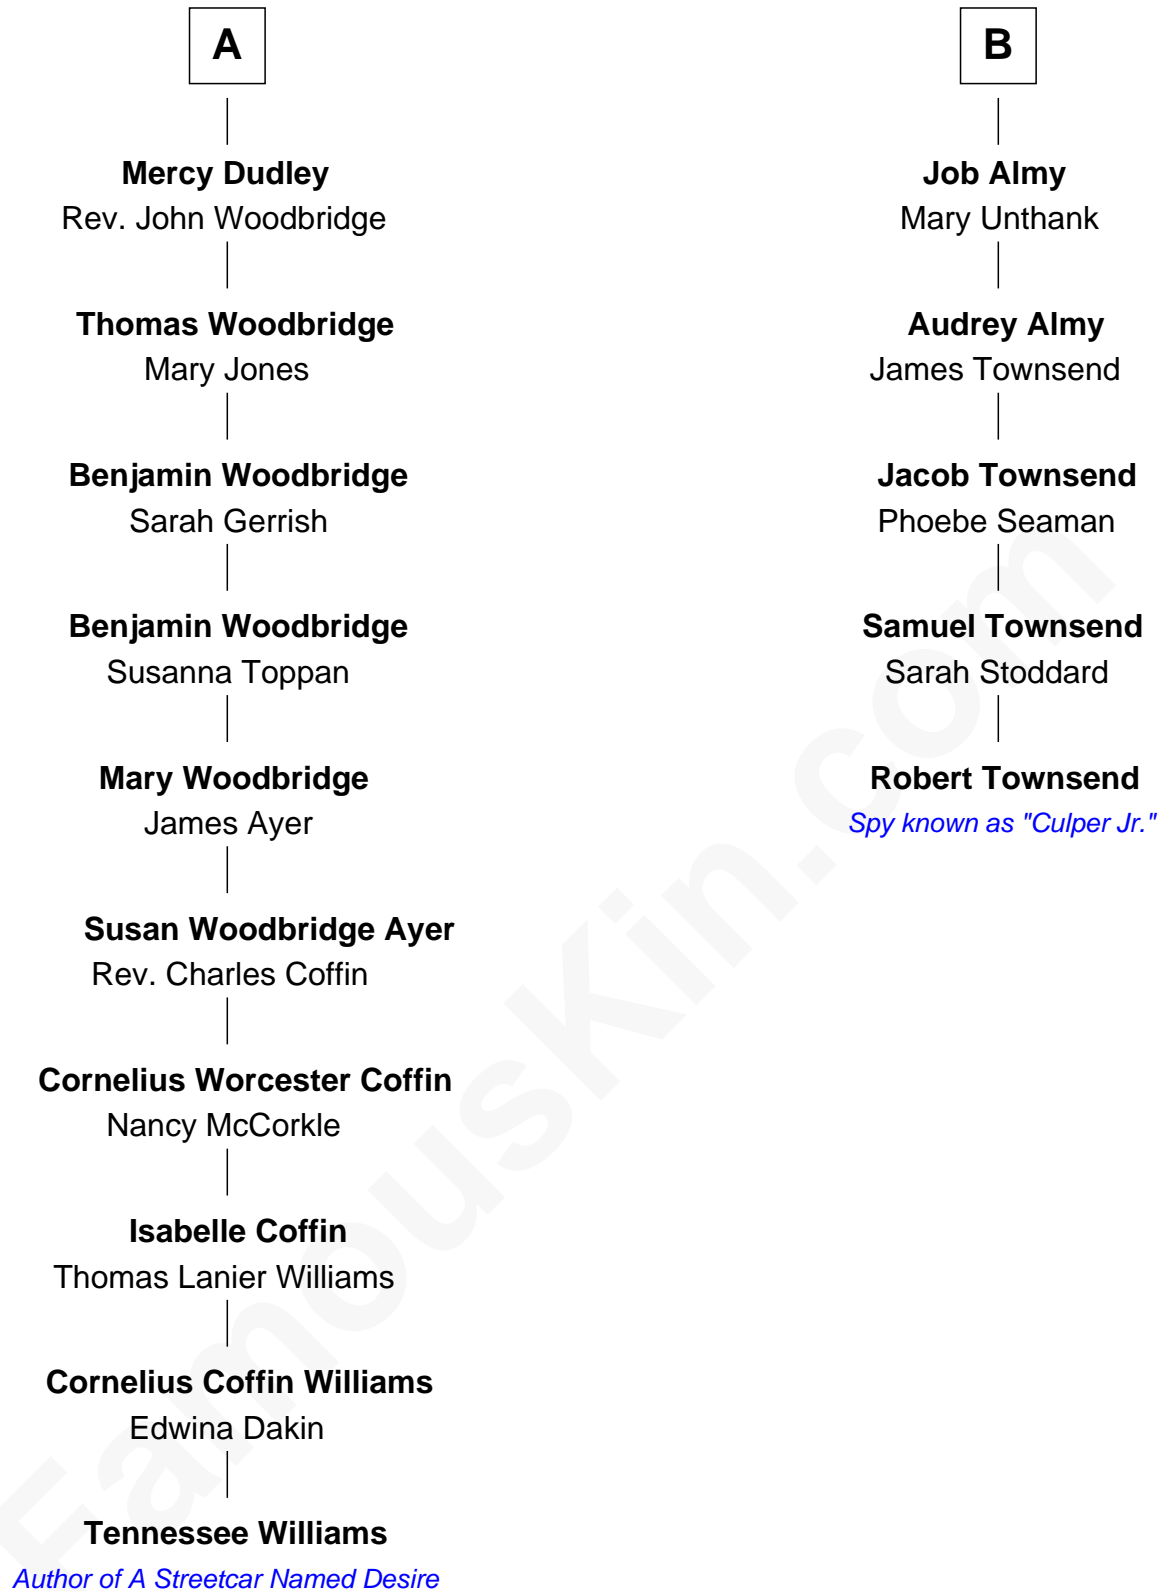 A
Mercy Dudley
Rev. John Woodbridge
Thomas Woodbridge
Mary Jones
Benjamin Woodbridge
Sarah Gerrish
Benjamin Woodbridge
Susanna Toppan
Mary Woodbridge
James Ayer
Susan Woodbridge Ayer
Rev. Charles Coffin
Cornelius Worcester Coffin
Nancy McCorkle
Isabelle Coffin
Thomas Lanier Williams
Cornelius Coffin Williams
Edwina Dakin
Tennessee Williams
Author of A Streetcar Named Desire
B
Job Almy
Mary Unthank
Audrey Almy
James Townsend
Jacob Townsend
Phoebe Seaman
Samuel Townsend
Sarah Stoddard
Robert Townsend
Spy known as "Culper Jr."
FamousKin.com